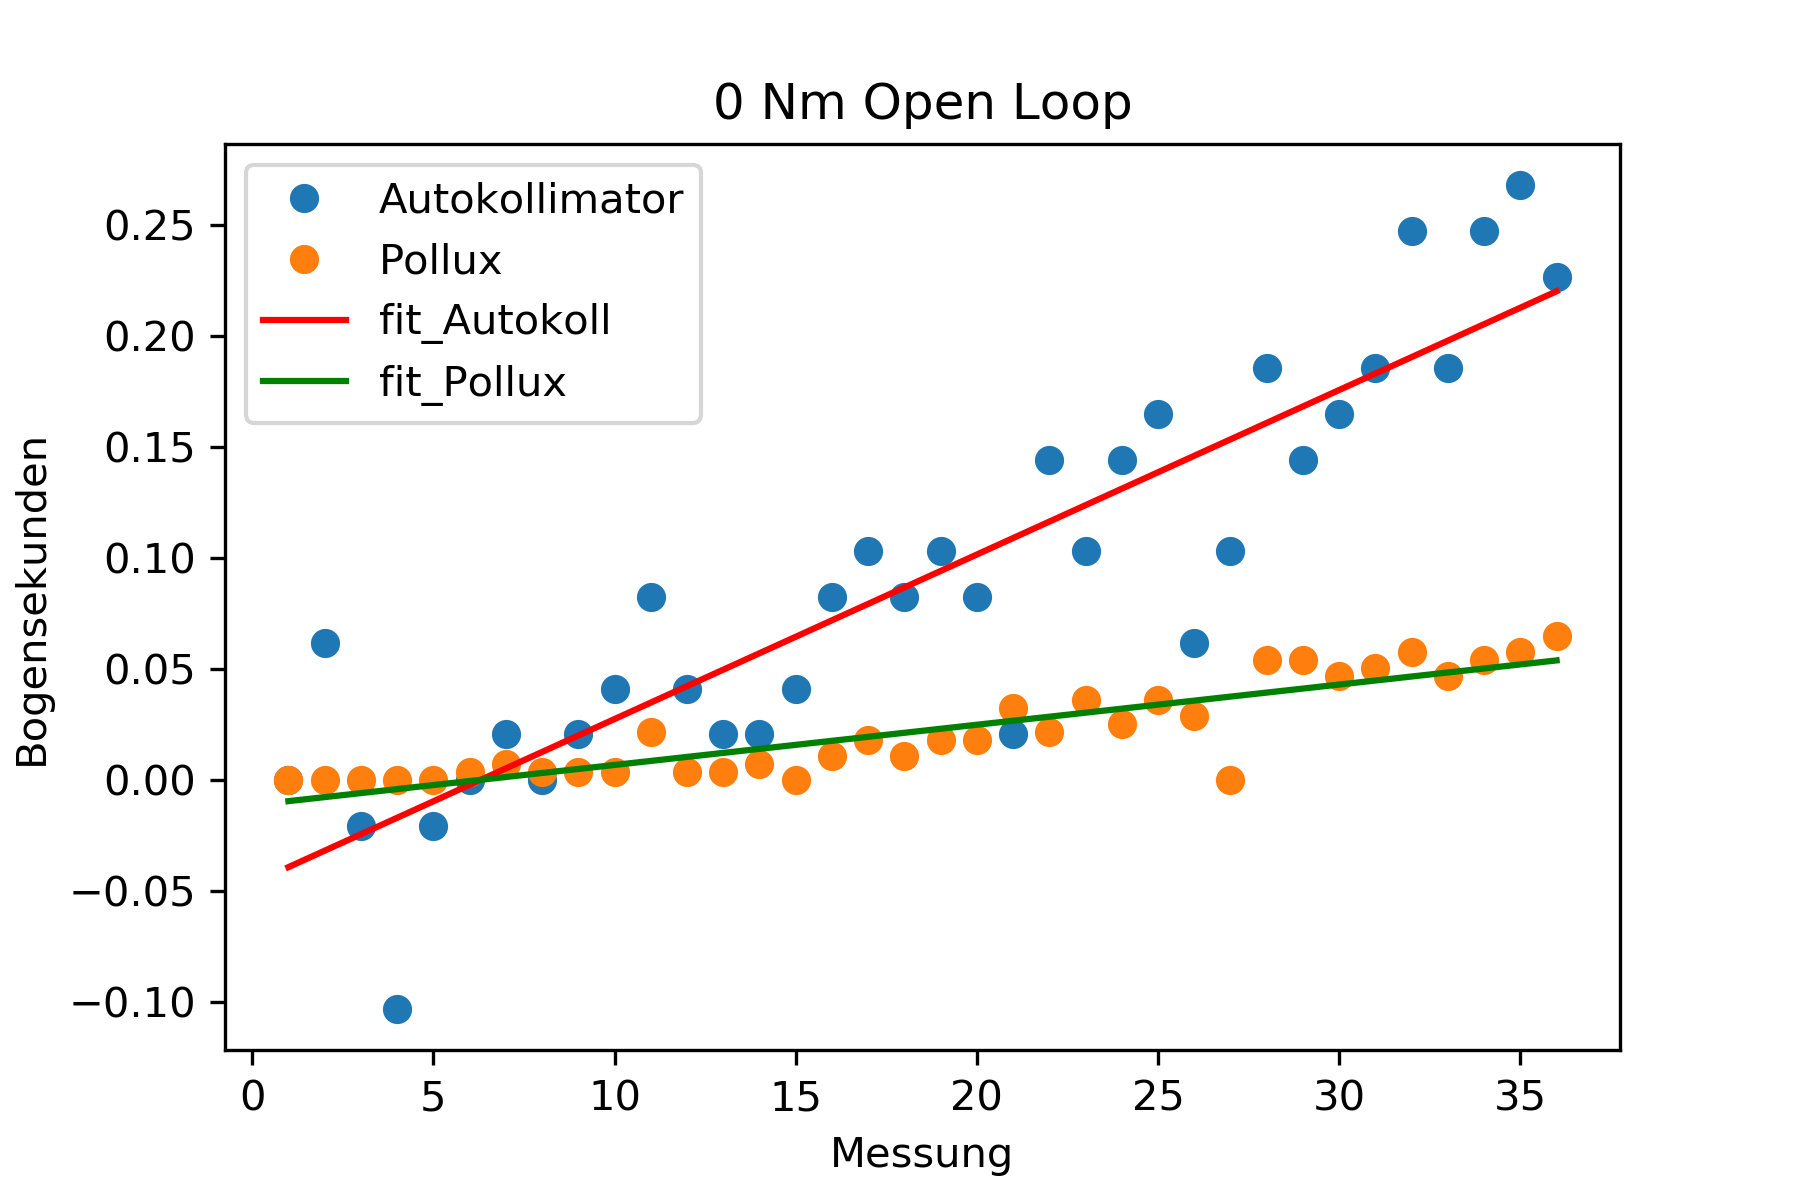 0 Nm Open Loop
Autokollimator
Pollux
fit_Autokoll
fit_Pollux
0.25
0.20
0.15
0.10
0.05
0.00
−0.05
−0.10
Bogensekunden
0 5 10 15 20 25 30 35
Messung